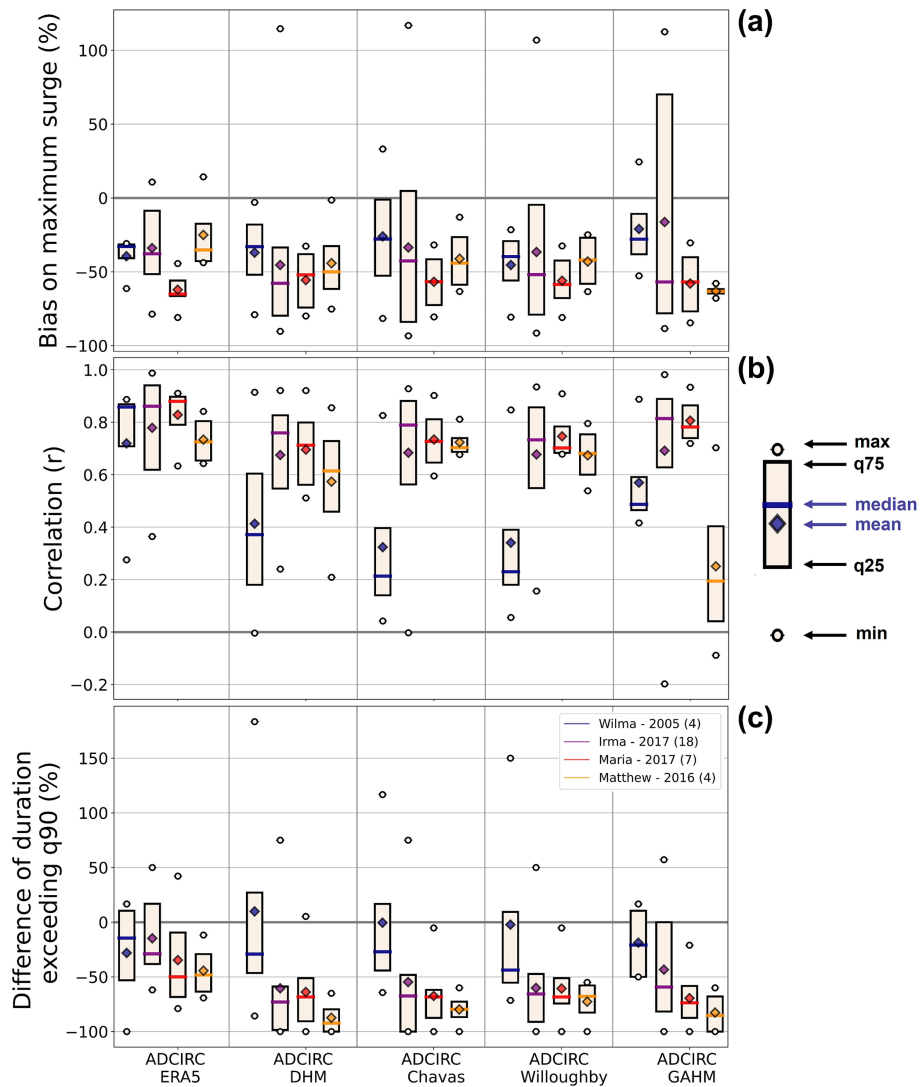 (a)
Bias on maximum surge (%)
100
50
0
−50
−100
(b)
Correlation (r)
1.0
0.8
0.6
0.4
0.2
0.0
−0.2
max
q75
median
mean
q25
min
(c)
Difference of duration
exceeding q90 (%)
150
100
50
0
−50
−100
Wilma - 2005 (4)
Irma - 2017 (18)
Maria - 2017 (7)
Matthew - 2016 (4)
ADCIRC
ERA5
ADCIRC
DHM
ADCIRC
Chavas
ADCIRC
Willoughby
ADCIRC
GAHM